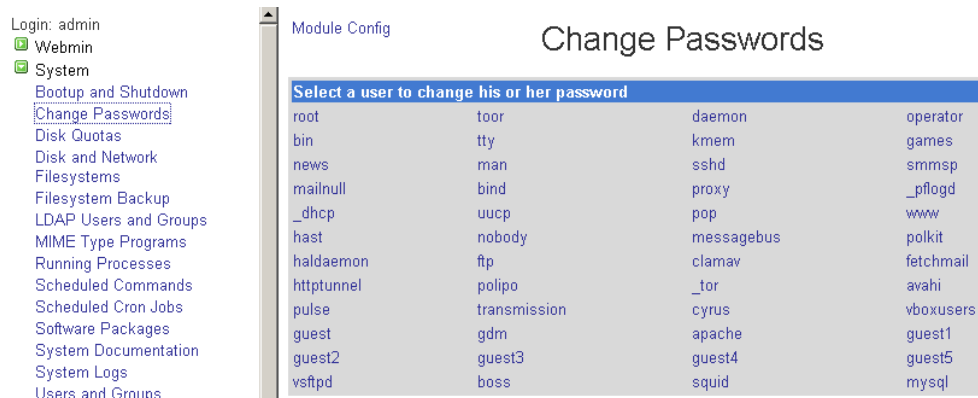 Login: admin
Webmin
System
Bootup and Shutdown
Change Passwords
Disk Quotas
Disk and Network
Filesystems
Filesystem Backup
LDAP Users and Groups
MIME Type Programs
Running Processes
Scheduled Commands
Scheduled Cron Jobs
Software Packages
System Documentation
System Logs
Users and Groups
Module Config
Change Passwords
Select a user to change his or her password
root toor daemon operator
bin tty kmem games
news man sshd smmsp
mailnull bind proxy _pflogd
_dhcp uucp pop www
hast nobody messagebus polkit
haldaemon ftp clamav fetchmail
httptunnel polipo _tor avahi
pulse transmission cyrus vboxusers
guest gdm apache guest1
guest2 guest3 guest4 guest5
vsftpd boss squid mysql